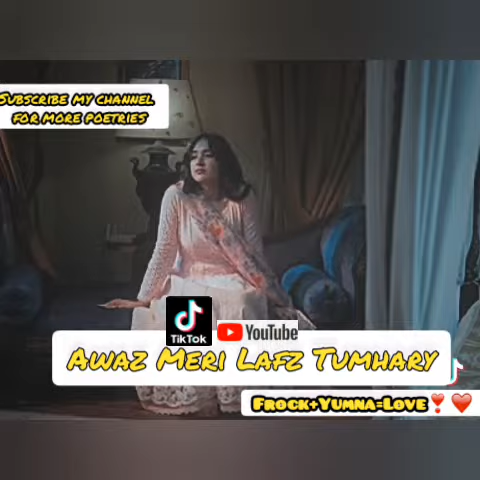 Subscribe my channel
for more poetries
TikTok
YouTube
Awaz Meri Lafz Tumhary
Frock+Yumna=Love❣️❤️